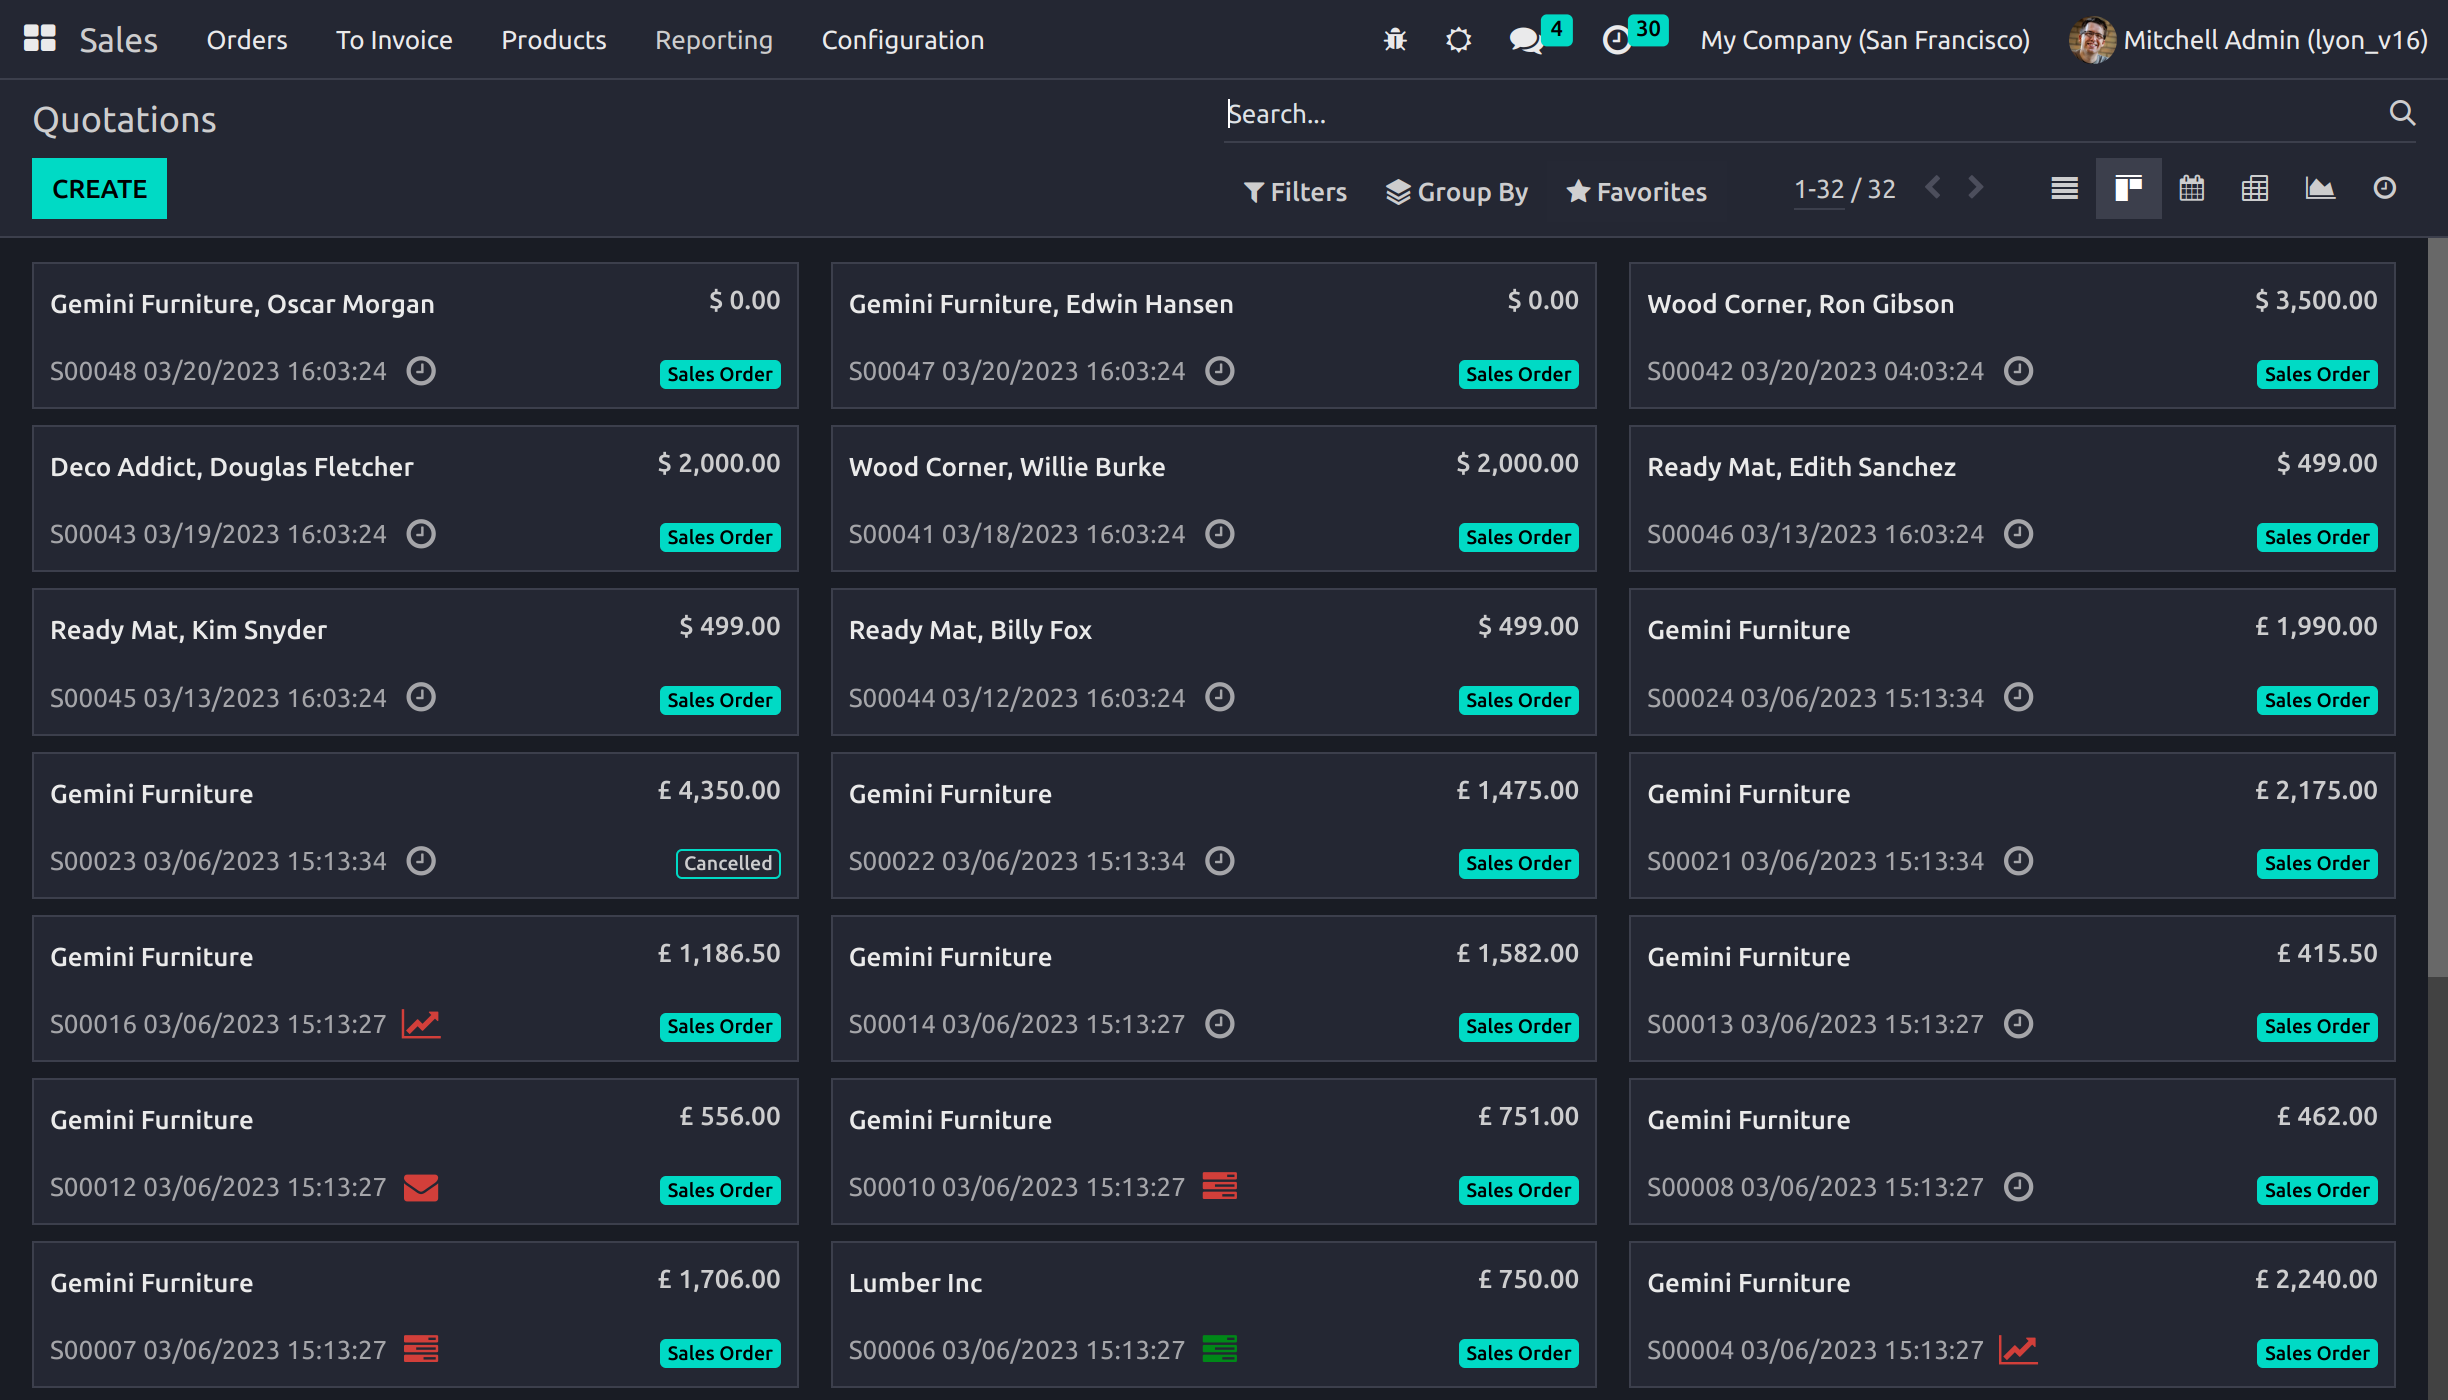 Sales Orders To Invoice Products Reporting Configuration 4 30 My Company (San Francisco) Mitchell Admin (lyon_v16)
Quotations Search...
CREATE Filters Group By Favorites 1-32 / 32
Gemini Furniture, Oscar Morgan $ 0.00
S00048 03/20/2023 16:03:24 Sales Order
Gemini Furniture, Edwin Hansen $ 0.00
S00047 03/20/2023 16:03:24 Sales Order
Wood Corner, Ron Gibson $ 3,500.00
S00042 03/20/2023 04:03:24 Sales Order
Deco Addict, Douglas Fletcher $ 2,000.00
S00043 03/19/2023 16:03:24 Sales Order
Wood Corner, Willie Burke $ 2,000.00
S00041 03/18/2023 16:03:24 Sales Order
Ready Mat, Edith Sanchez $ 499.00
S00046 03/13/2023 16:03:24 Sales Order
Ready Mat, Kim Snyder $ 499.00
S00045 03/13/2023 16:03:24 Sales Order
Ready Mat, Billy Fox $ 499.00
S00044 03/12/2023 16:03:24 Sales Order
Gemini Furniture £ 1,990.00
S00024 03/06/2023 15:13:34 Sales Order
Gemini Furniture £ 4,350.00
S00023 03/06/2023 15:13:34 Cancelled
Gemini Furniture £ 1,475.00
S00022 03/06/2023 15:13:34 Sales Order
Gemini Furniture £ 2,175.00
S00021 03/06/2023 15:13:34 Sales Order
Gemini Furniture £ 1,186.50
S00016 03/06/2023 15:13:27 Sales Order
Gemini Furniture £ 1,582.00
S00014 03/06/2023 15:13:27 Sales Order
Gemini Furniture £ 415.50
S00013 03/06/2023 15:13:27 Sales Order
Gemini Furniture £ 556.00
S00012 03/06/2023 15:13:27 Sales Order
Gemini Furniture £ 751.00
S00010 03/06/2023 15:13:27 Sales Order
Gemini Furniture £ 462.00
S00008 03/06/2023 15:13:27 Sales Order
Gemini Furniture £ 1,706.00
S00007 03/06/2023 15:13:27 Sales Order
Lumber Inc £ 750.00
S00006 03/06/2023 15:13:27 Sales Order
Gemini Furniture £ 2,240.00
S00004 03/06/2023 15:13:27 Sales Order